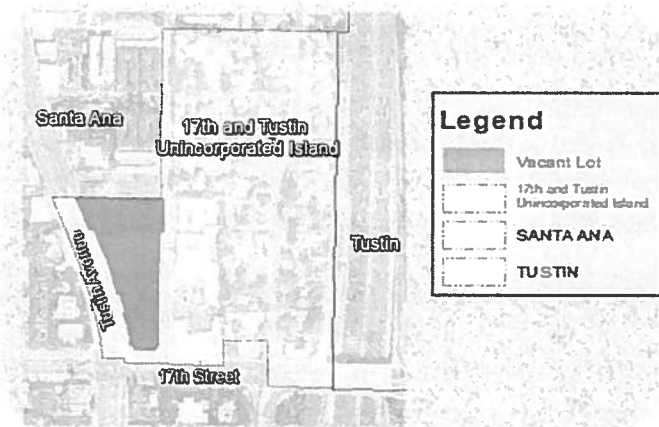 Santa Ana
17th and Tustin
Unincorporated Island
Tustin
Tustin Avenue
17th Street
Legend
Vacant Lot
17th and Tustin
Unincorporated Island
SANTA ANA
TUSTIN